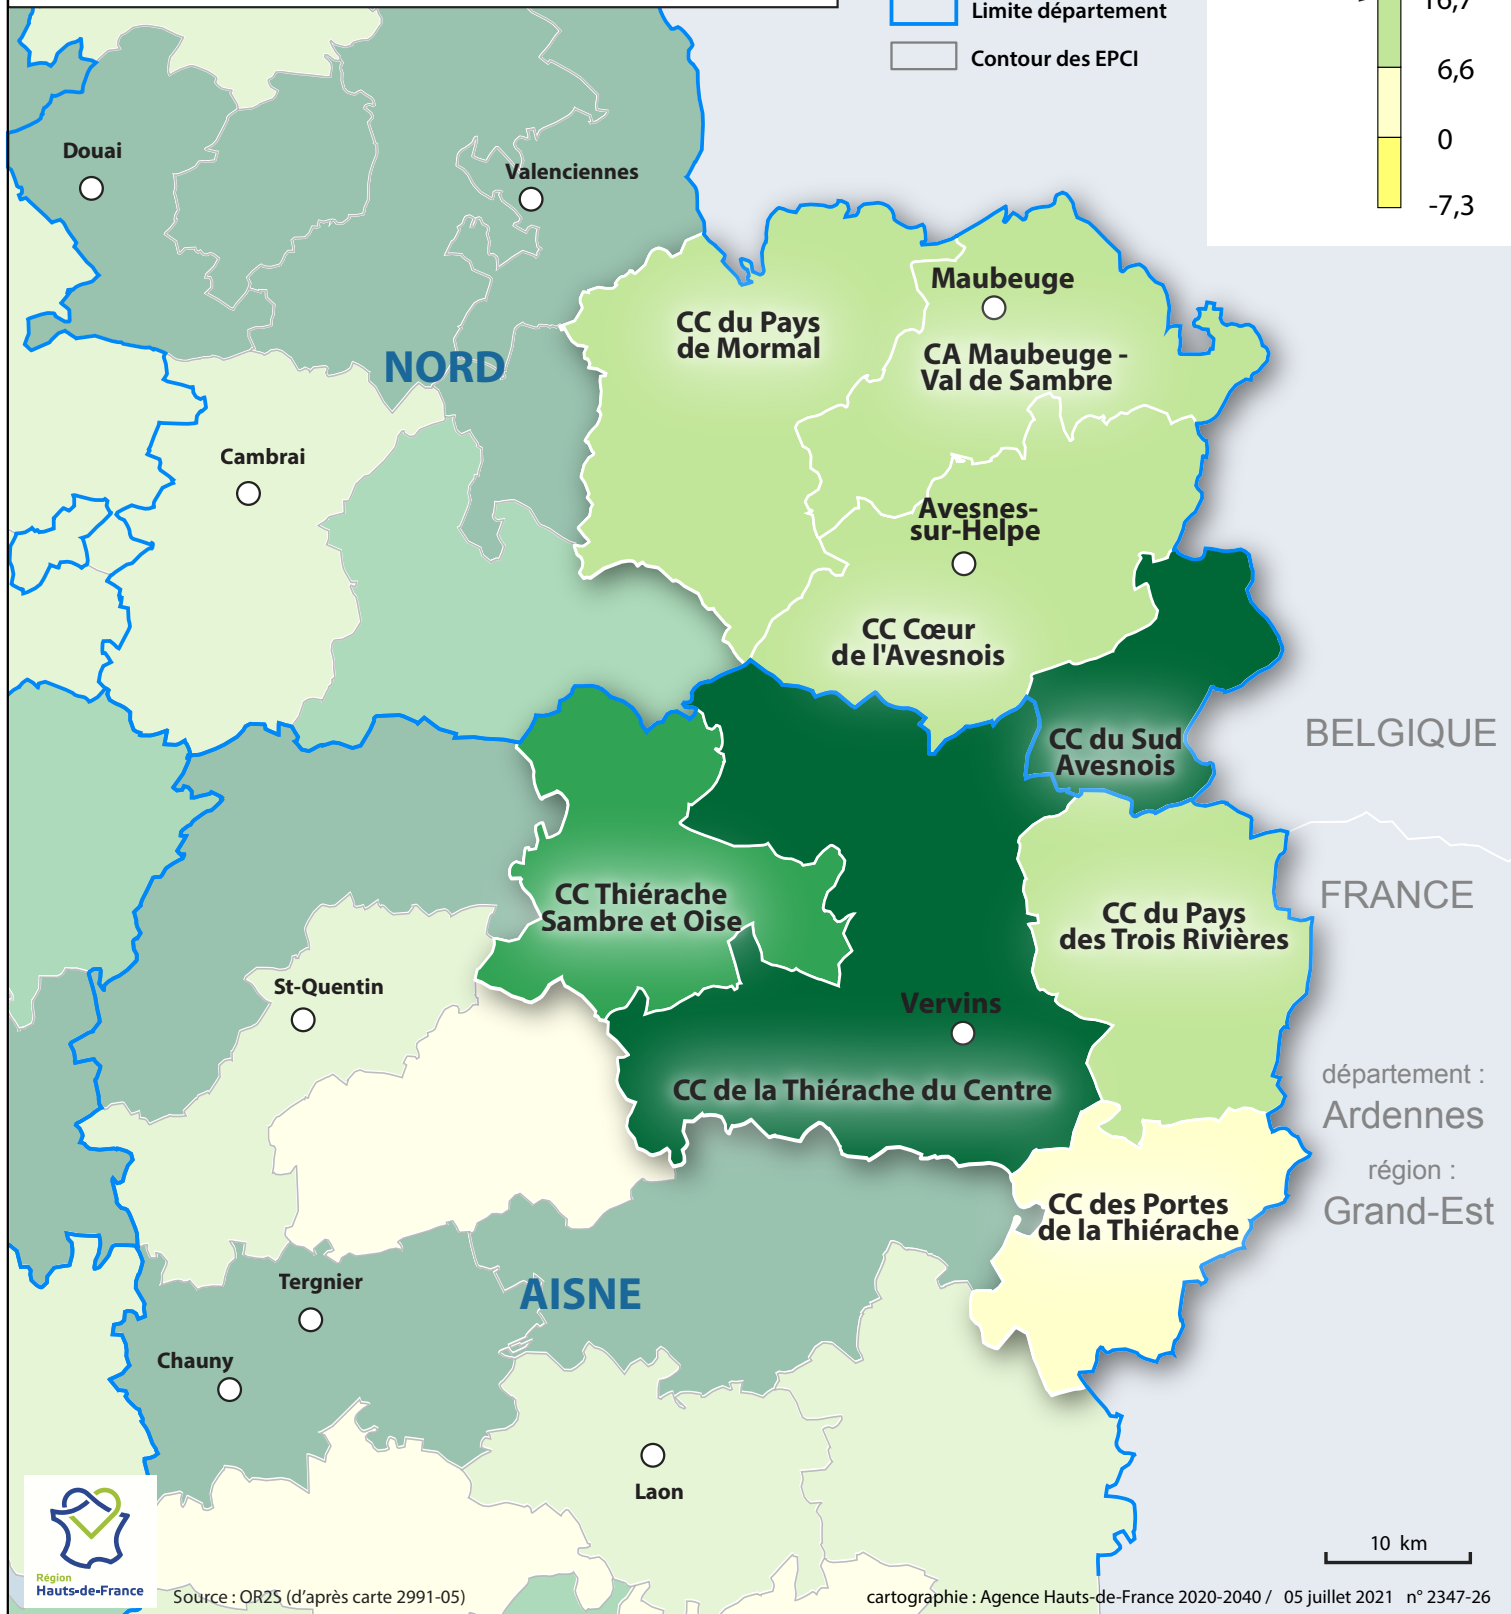 Limite département
Contour des EPCI
16,7
6,6
0
-7,3
Douai
Valenciennes
Maubeuge
CC du Pays
de Mormal
CA Maubeuge -
Val de Sambre
NORD
Cambrai
Avesnes-
sur-Helpe
CC Cœur
de l'Avesnois
CC du Sud
Avesnois
BELGIQUE
FRANCE
CC Thiérache
Sambre et Oise
CC du Pays
des Trois Rivières
St-Quentin
Vervins
CC de la Thiérache du Centre
département :
Ardennes
région :
Grand-Est
CC des Portes
de la Thiérache
Tergnier
AISNE
Chauny
Laon
10 km
Région
Hauts-de-France
Source : OR2S (d'après carte 2991-05)
cartographie : Agence Hauts-de-France 2020-2040 / 05 juillet 2021 n° 2347-26